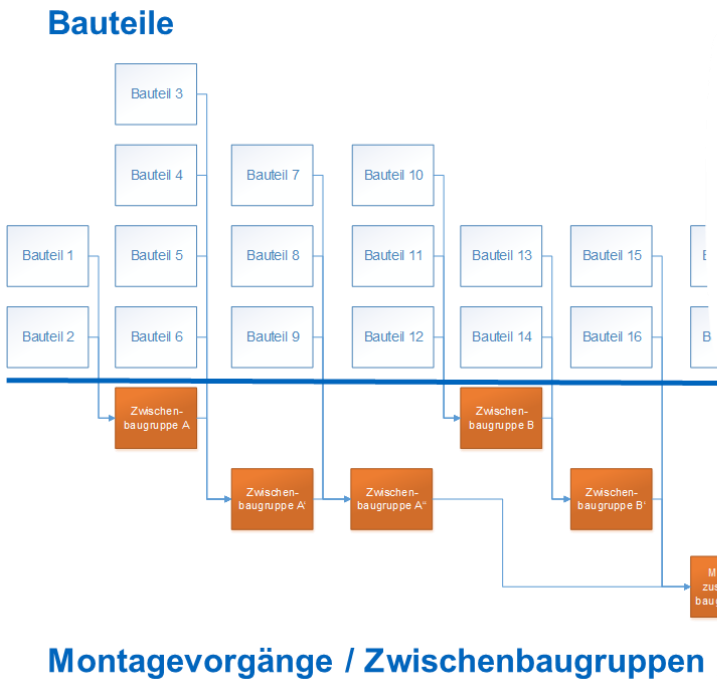 Bauteile
Bauteil 3
Bauteil 4
Bauteil 7
Bauteil 10
Bauteil 1
Bauteil 5
Bauteil 8
Bauteil 11
Bauteil 13
Bauteil 15
Bauteil 2
Bauteil 6
Bauteil 9
Bauteil 12
Bauteil 14
Bauteil 16
Zwischen-
baugruppe A
Zwischen-
baugruppe B
Zwischen-
baugruppe A‘
Zwischen-
baugruppe A‘‘
Zwischen-
baugruppe B‘
Montagevorgänge / Zwischenbaugruppen